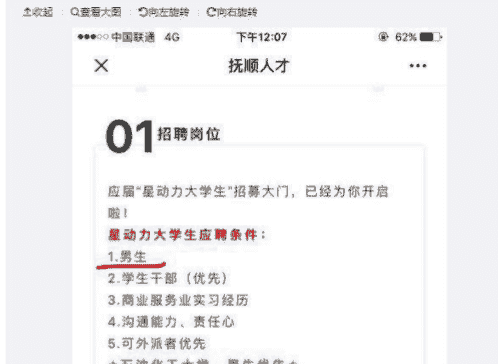 收起 查看大图 向左旋转 向右旋转
中国联通 4G 下午12:07 62%
抚顺人才
01 招聘岗位
应届“星动力大学生”招募大门，已经为你开启
啦！
星动力大学生应聘条件：
1.男生
2.学生干部（优先）
3.商业服务业实习经历
4.沟通能力、责任心
5.可外派者优先